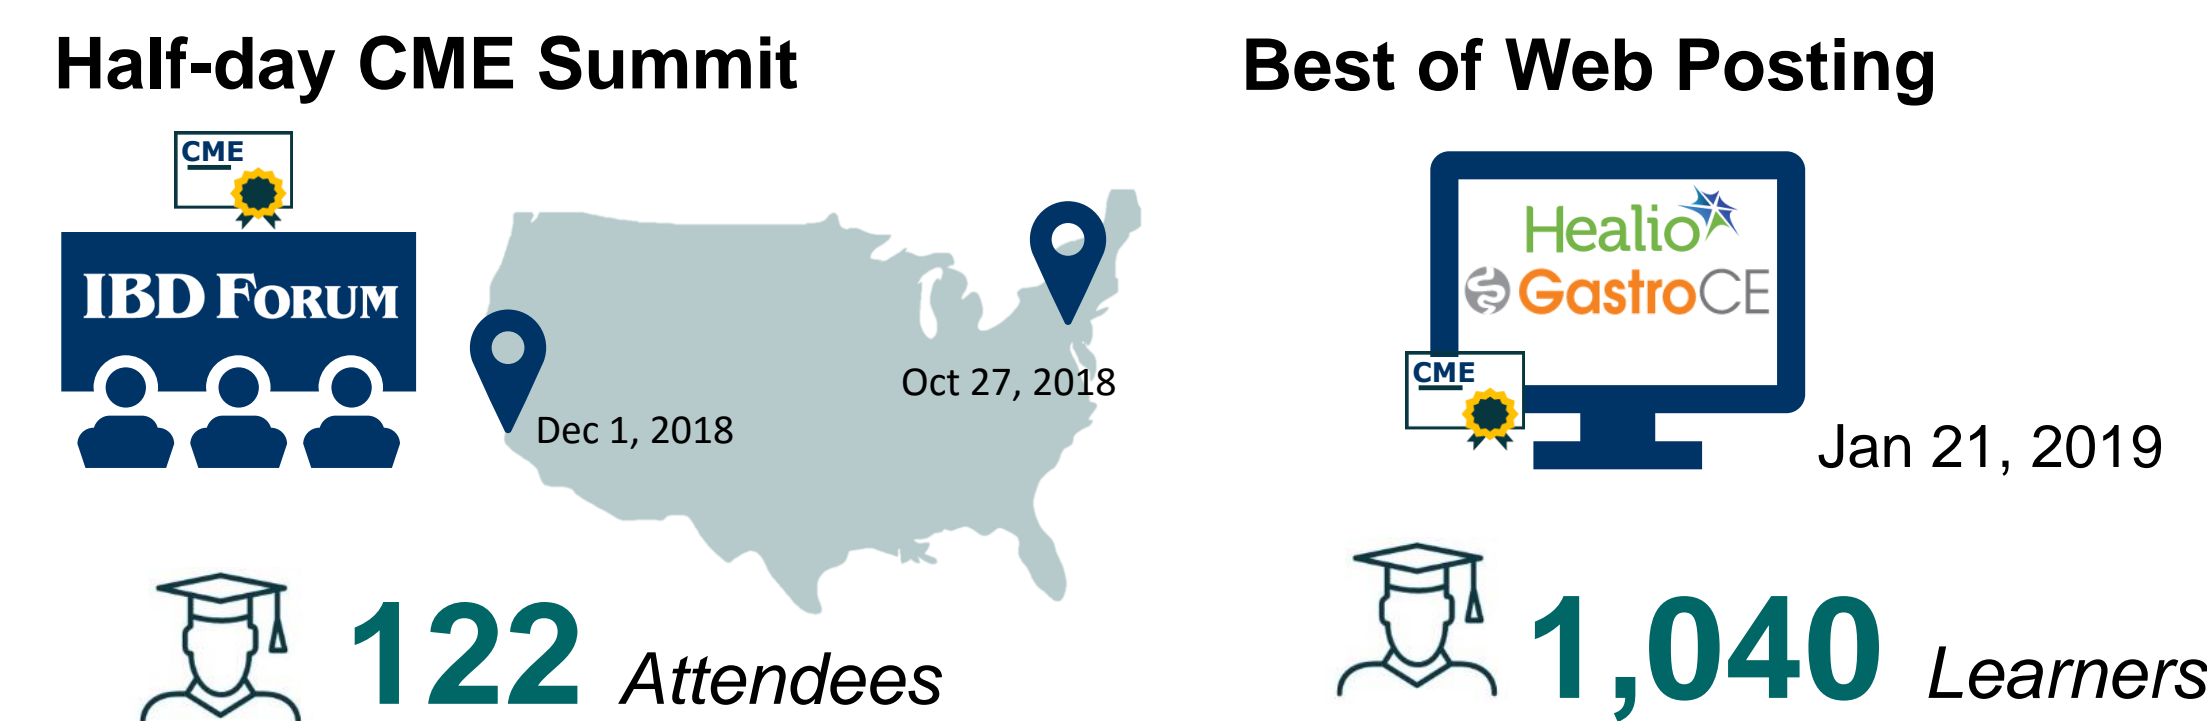 Half-day CME Summit
CME
IBD FORUM
Oct 27, 2018
Dec 1, 2018
122 Attendees
Best of Web Posting
Healio
GastroCE
CME
Jan 21, 2019
1,040 Learners